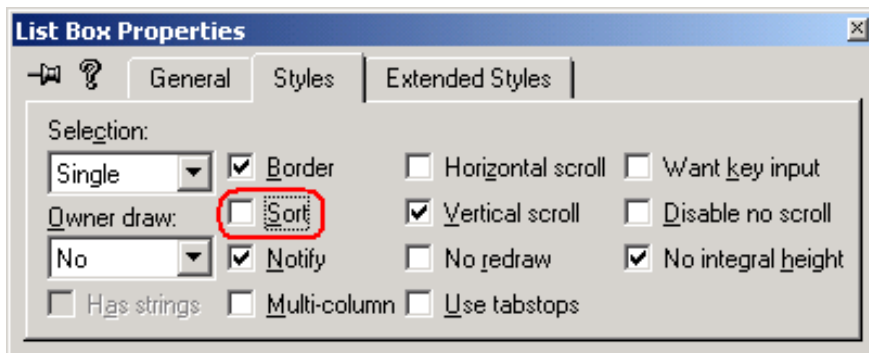 List Box Properties
General Styles Extended Styles
Selection:
Single Border Horizontal scroll Want key input
Owner draw: Sort Vertical scroll Disable no scroll
No Notify No redraw No integral height
Has strings Multi-column Use tabstops